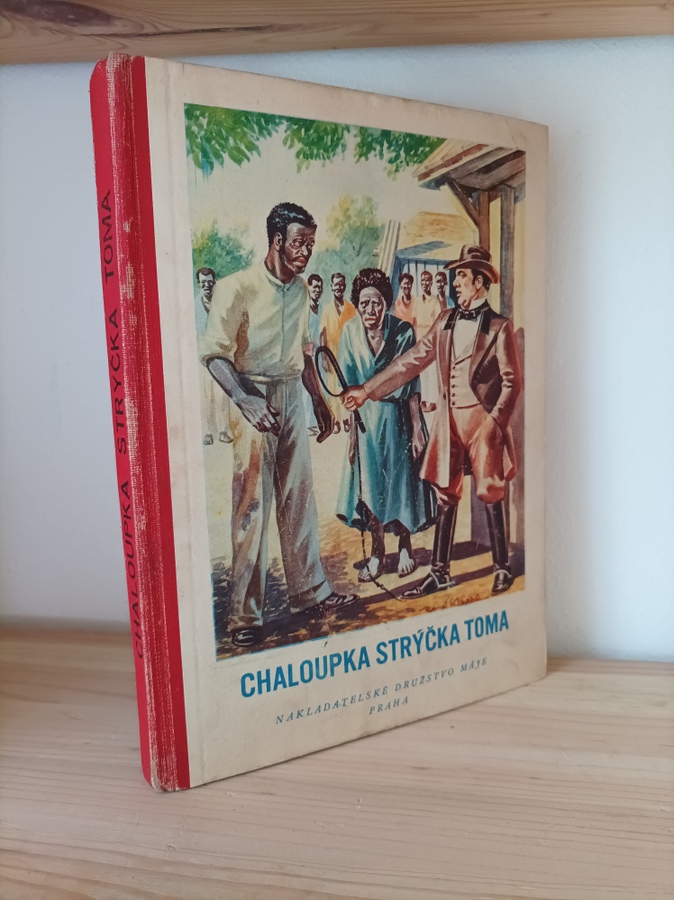 CHALOUPKA STRÝČKA TOMA
CHALOUPKA STRÝČKA TOMA
NAKLADATELSKÉ DRUŽSTVO MÁJE
PRAHA